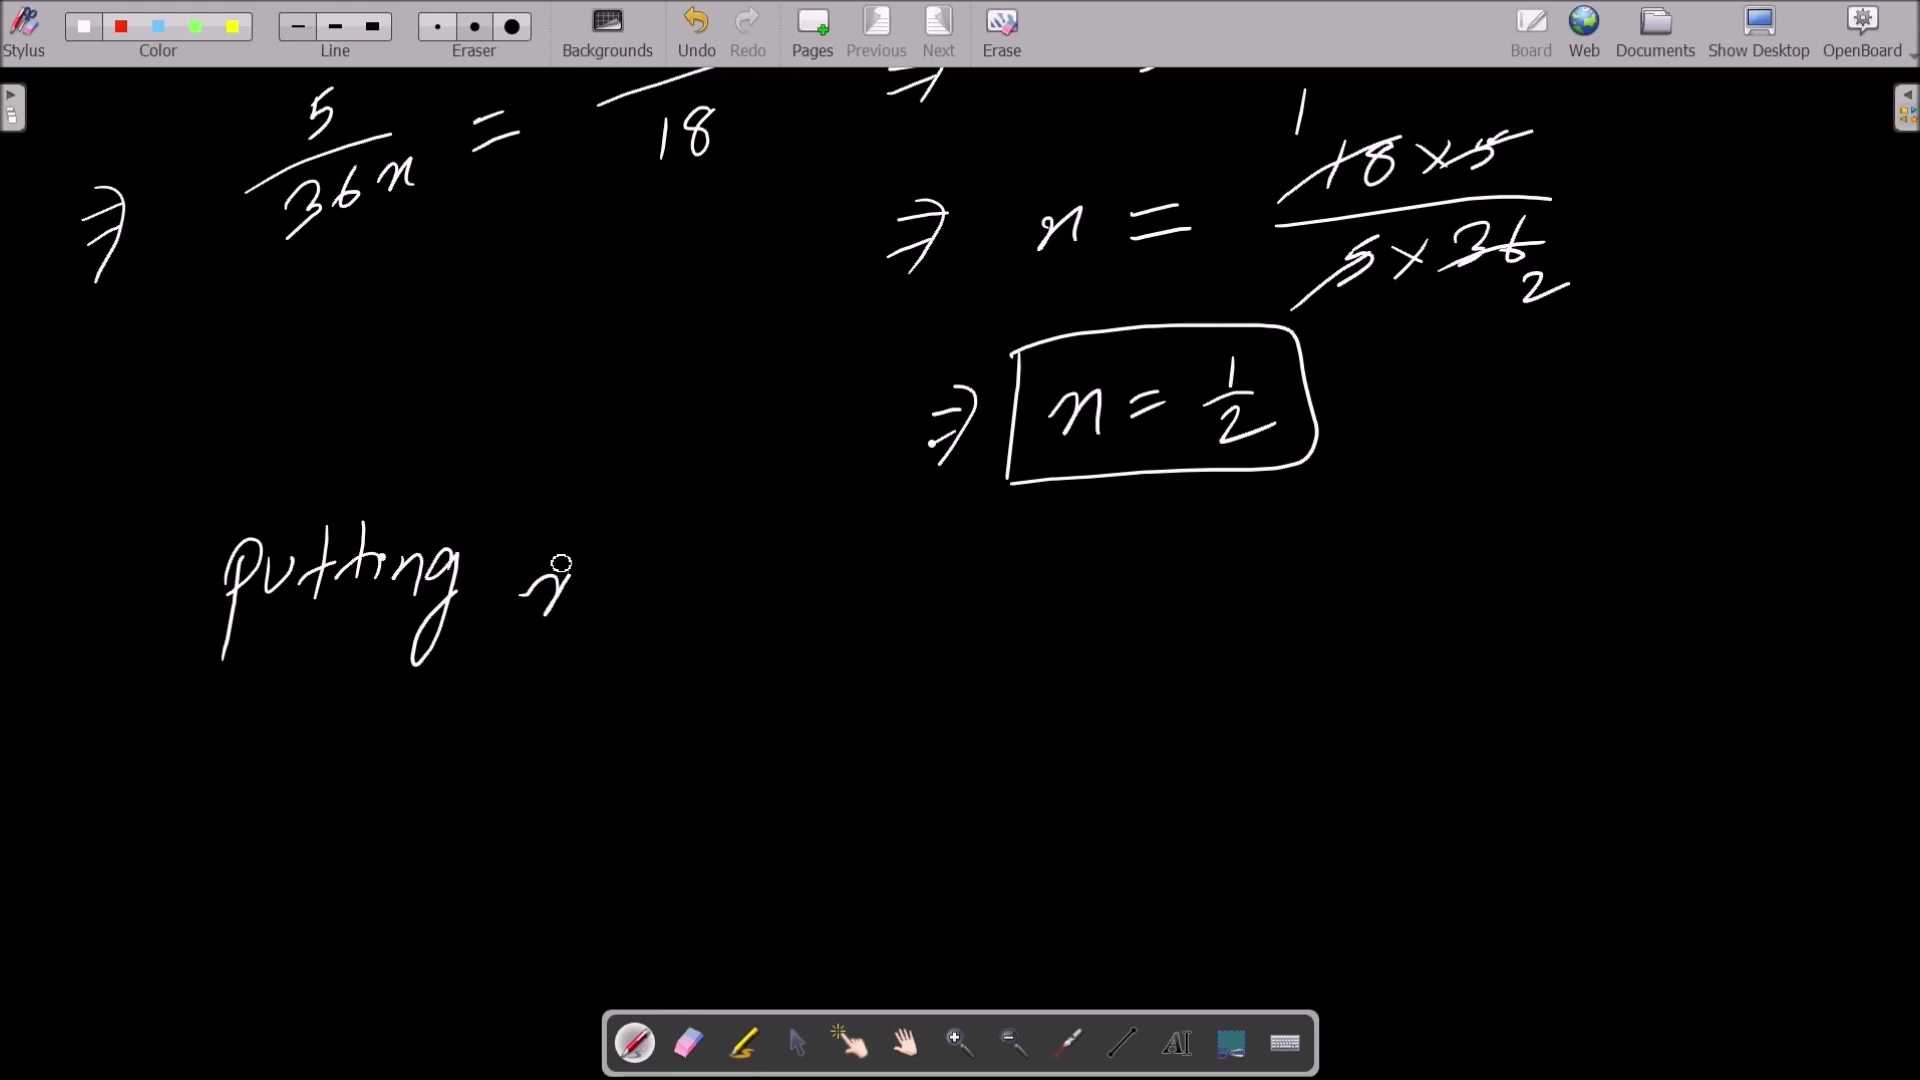 Stylus Color Line Eraser Backgrounds Undo Redo Pages Previous Next Erase Board Web Documents Show Desktop OpenBoard
⇒ 5/36x = /18
⇒ x = 18×5/5×36 1 2
⇒ x = 1/2
putting x
AI